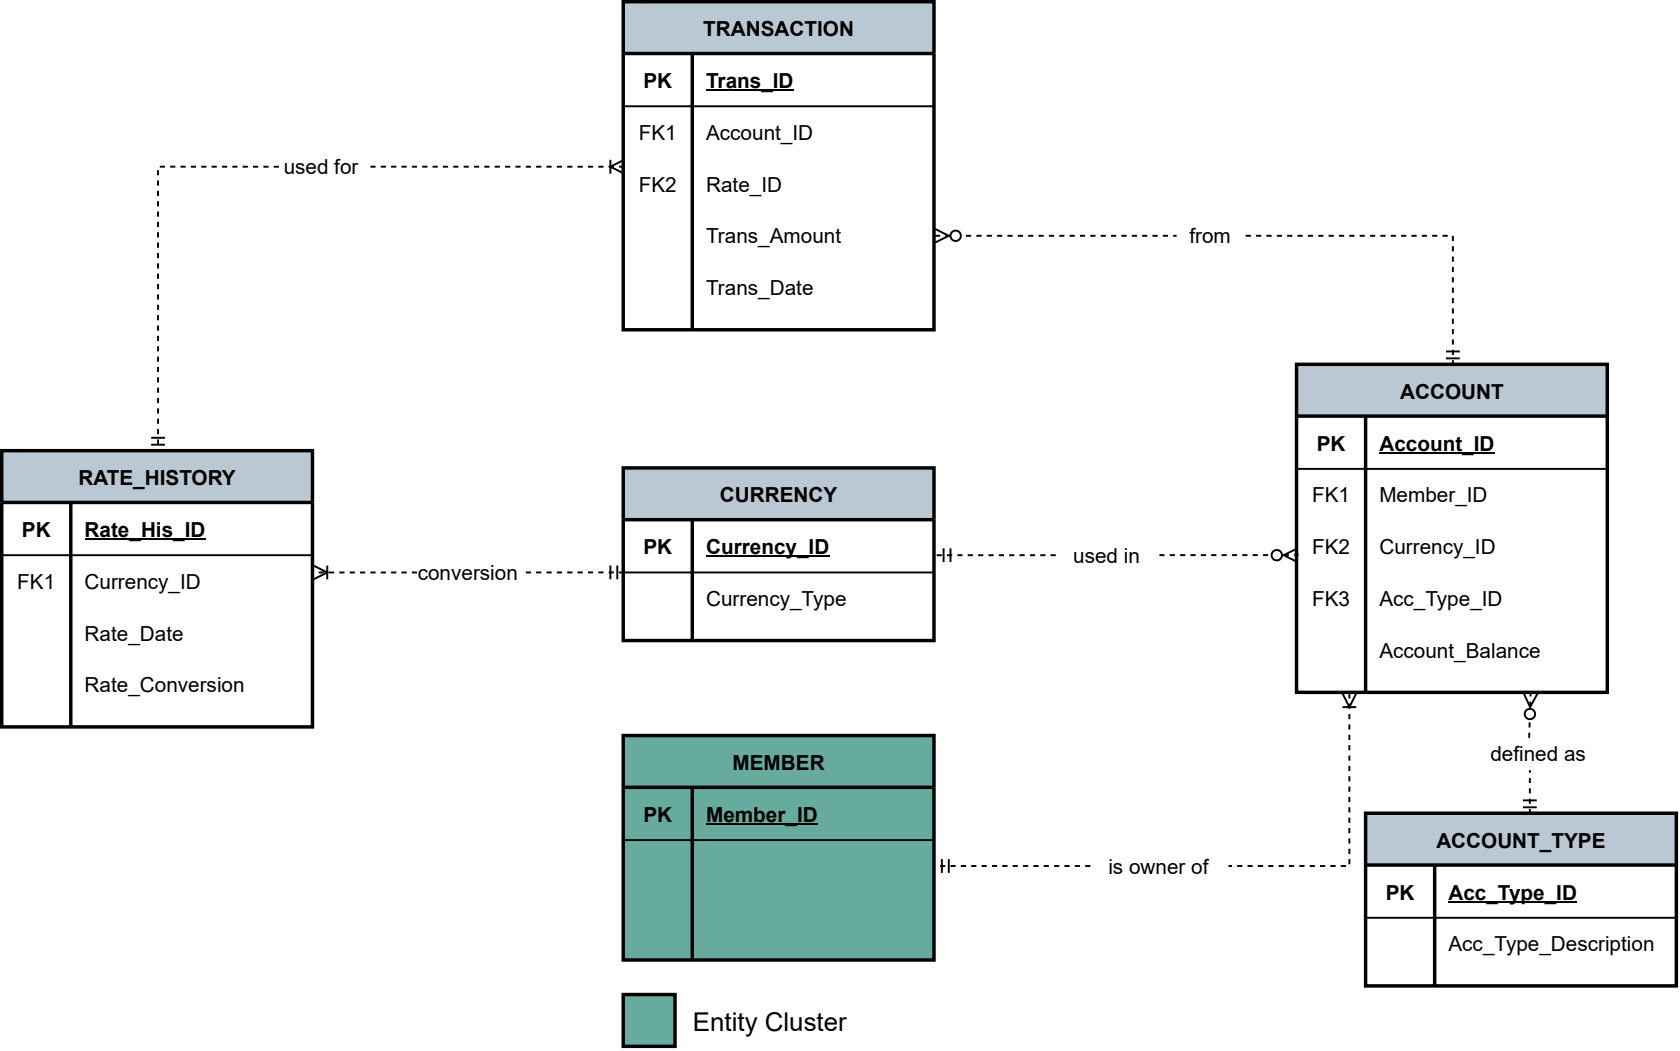 TRANSACTION
PK Trans_ID
FK1 Account_ID
FK2 Rate_ID
Trans_Amount
Trans_Date
used for
from
ACCOUNT
PK Account_ID
FK1 Member_ID
FK2 Currency_ID
FK3 Acc_Type_ID
Account_Balance
RATE_HISTORY
PK Rate_His_ID
FK1 Currency_ID
Rate_Date
Rate_Conversion
conversion
CURRENCY
PK Currency_ID
Currency_Type
used in
MEMBER
PK Member_ID
is owner of
defined as
ACCOUNT_TYPE
PK Acc_Type_ID
Acc_Type_Description
Entity Cluster